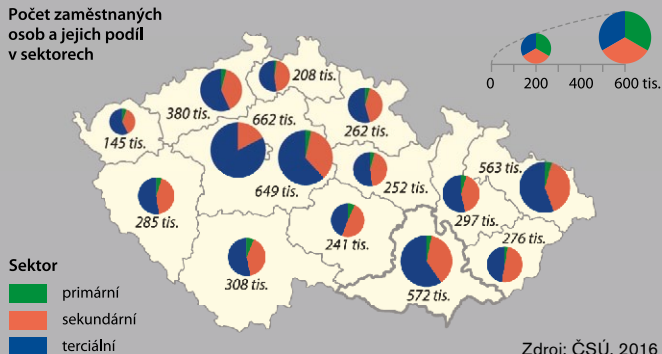 Počet zaměstnaných
osob a jejich podíl
v sektorech
0 200 400 600 tis.
208 tis.
380 tis.
662 tis.
262 tis.
145 tis.
563 tis.
649 tis.
252 tis.
285 tis.
297 tis.
241 tis.
276 tis.
308 tis.
572 tis.
Sektor
primární
sekundární
terciální
Zdroj: ČSÚ, 2016